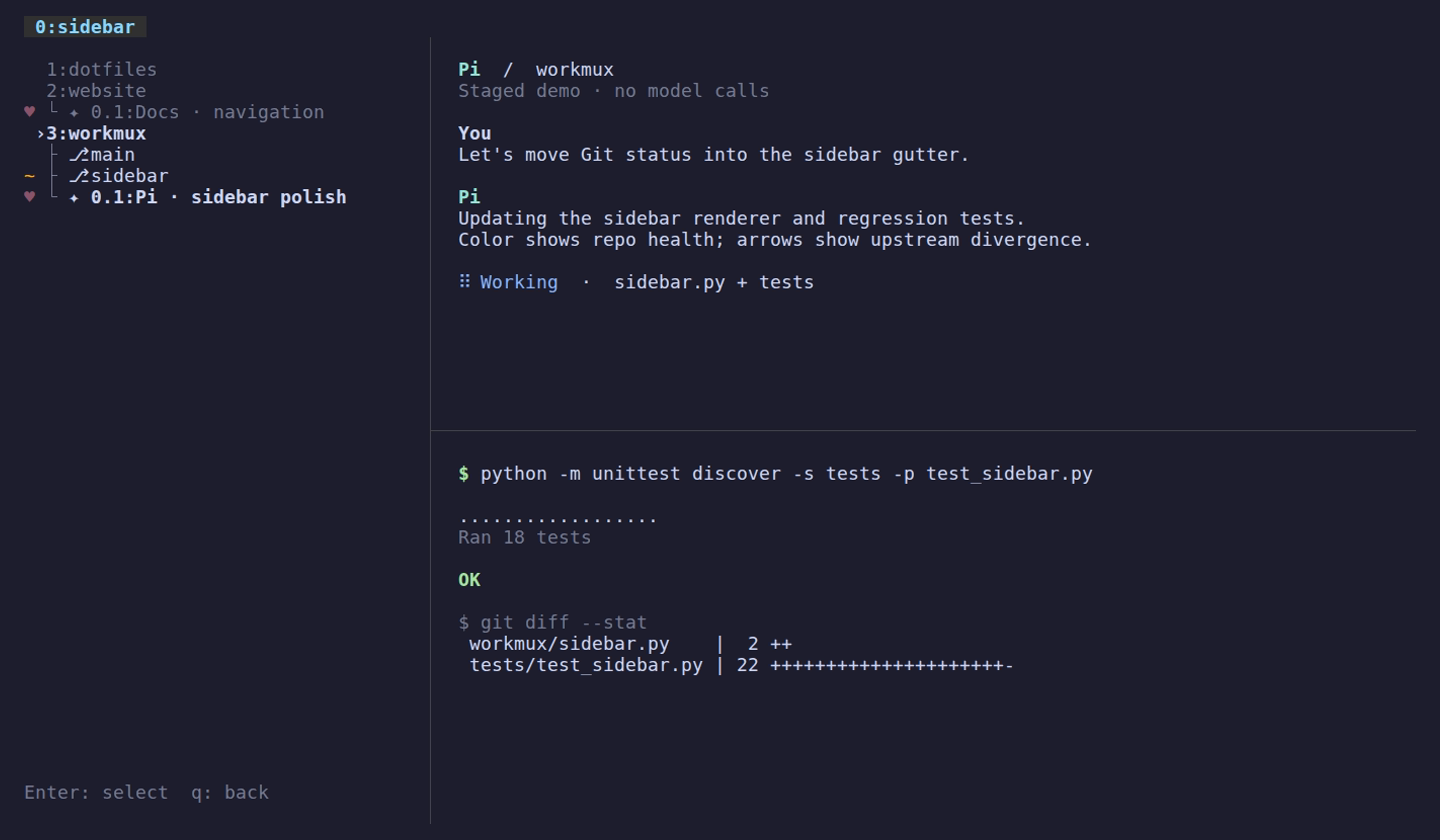 0:sidebar
1:dotfiles
2:website
♥ └ ✦ 0.1:Docs · navigation
›3:workmux
├ ⎇main
~ ├ ⎇sidebar
♥ └ ✦ 0.1:Pi · sidebar polish
Enter: select  q: back
Pi  /  workmux
Staged demo · no model calls
You
Let's move Git status into the sidebar gutter.
Pi
Updating the sidebar renderer and regression tests.
Color shows repo health; arrows show upstream divergence.
⠿ Working  ·  sidebar.py + tests
$ python -m unittest discover -s tests -p test_sidebar.py
..................
Ran 18 tests
OK
$ git diff --stat
workmux/sidebar.py    |  2 ++
tests/test_sidebar.py | 22 +++++++++++++++++++++-